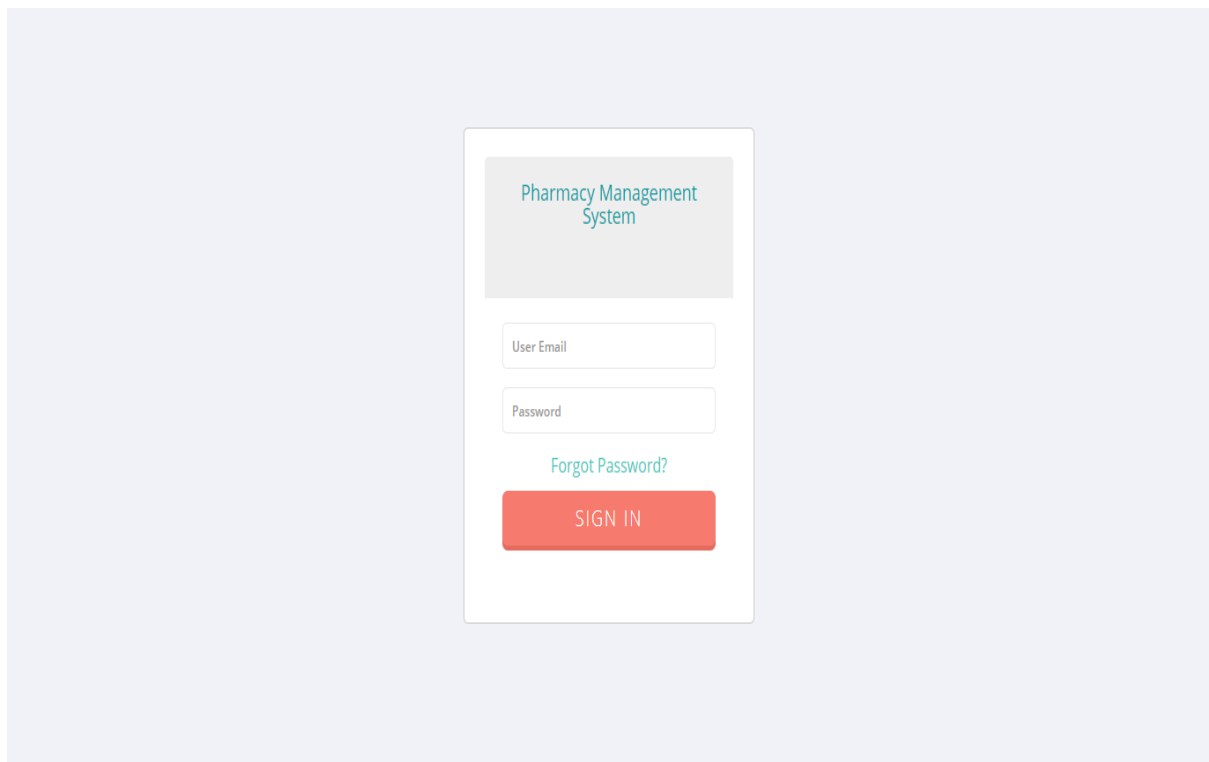 Pharmacy Management
System
User Email
Password
Forgot Password?
SIGN IN